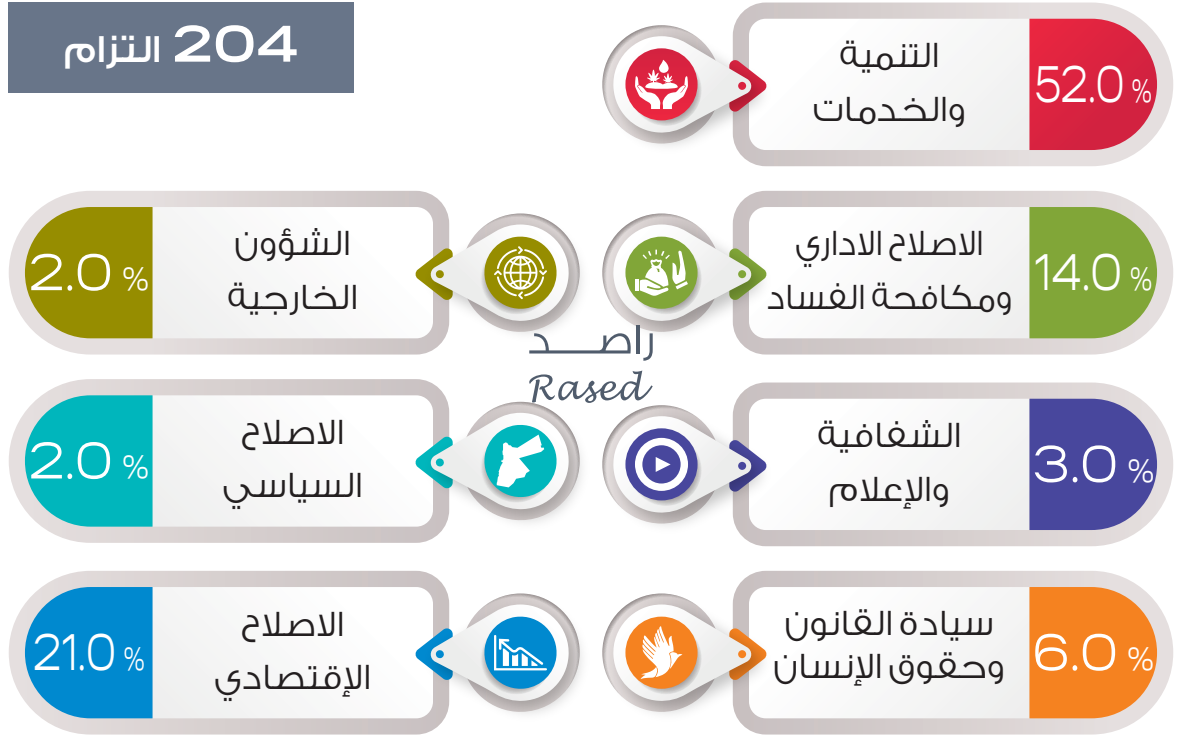 204 التزام
التنمية
والخدمات
52.0 %
الاصلاح الاداري
ومكافحة الفساد
14.0 %
الشؤون
الخارجية
2.0 %
راصد
Rased
الشفافية
والإعلام
3.0 %
الاصلاح
السياسي
2.0 %
سيادة القانون
وحقوق الإنسان
6.0 %
الاصلاح
الإقتصادي
21.0 %